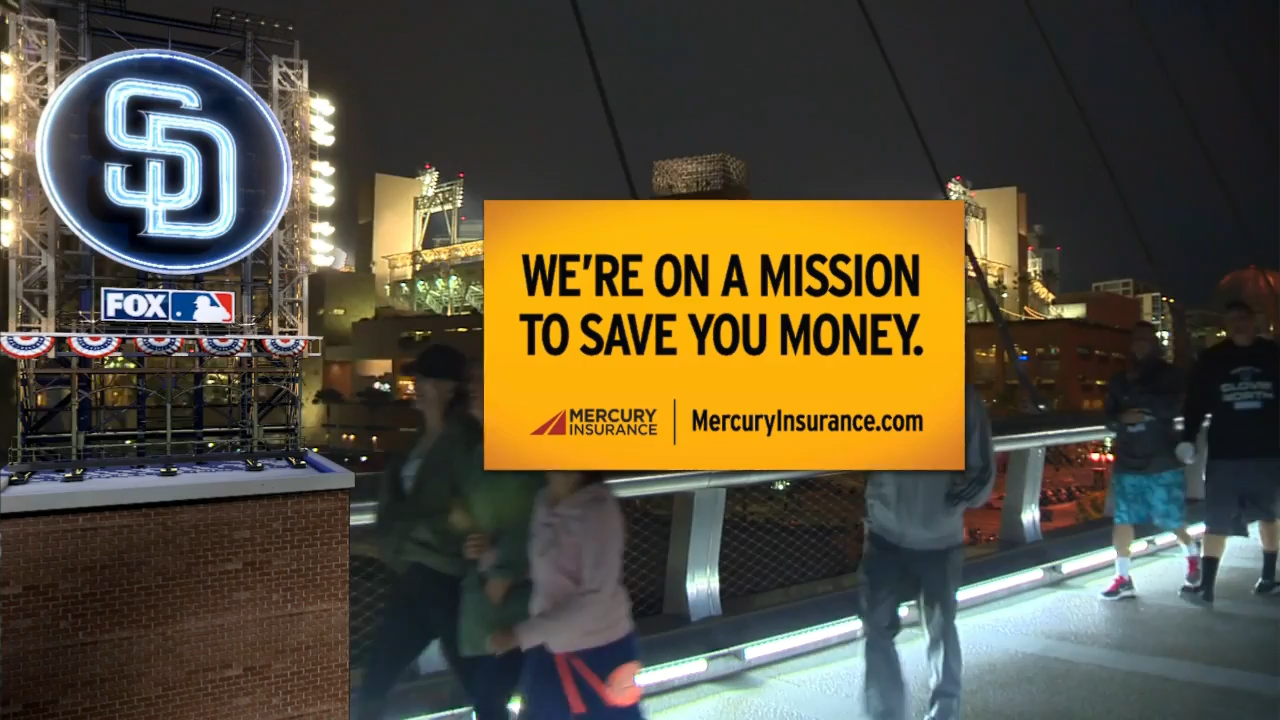 SD
FOX
WE'RE ON A MISSION
TO SAVE YOU MONEY.
MERCURY
INSURANCE
MercuryInsurance.com